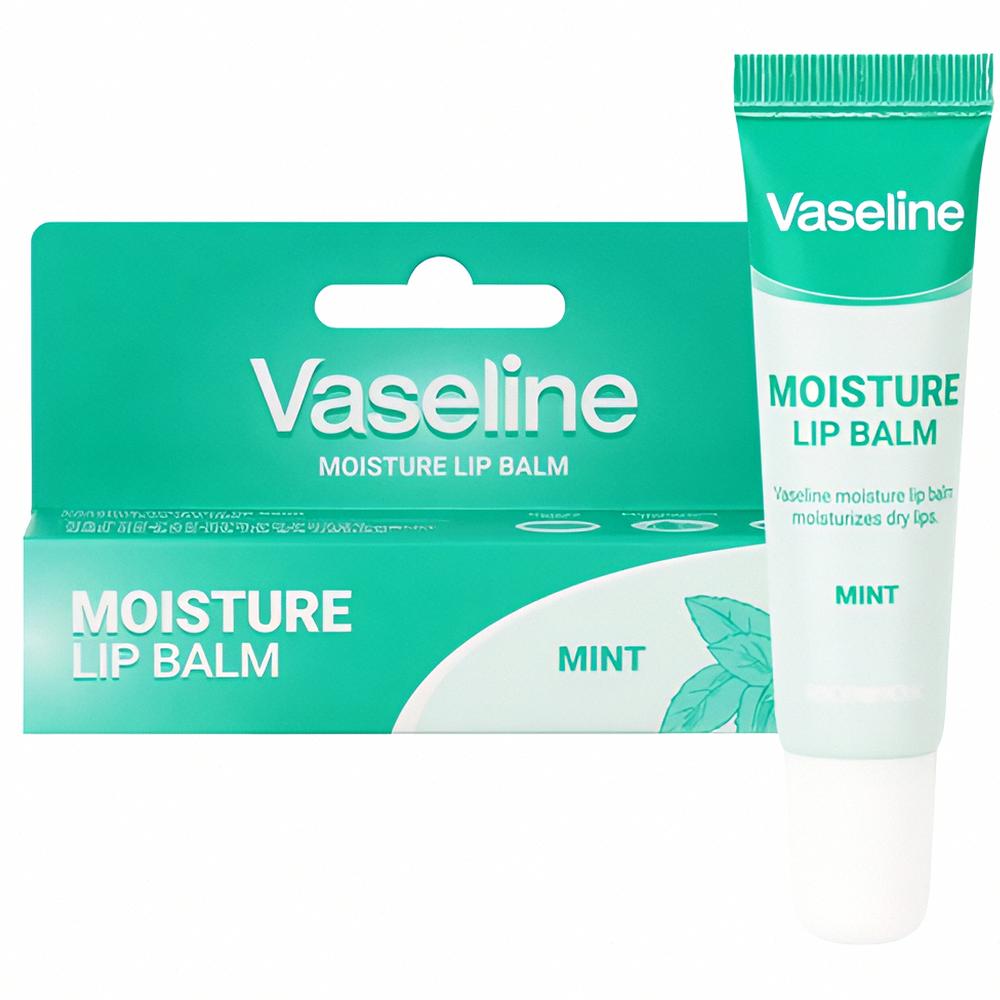 Vaseline
MOISTURE LIP BALM
MOISTURE
LIP BALM
MINT
Vaseline
MOISTURE
LIP BALM
Vaseline moisture lip balm
moisturizes dry lips.
MINT